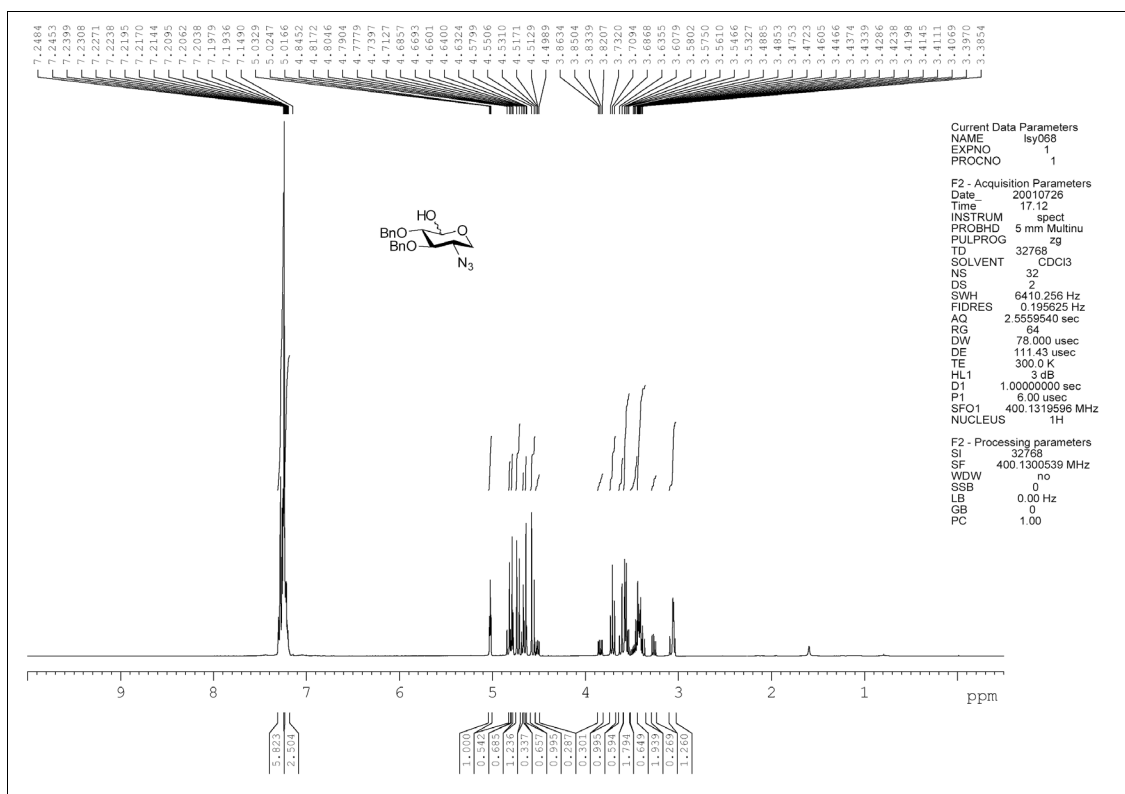 7.2484
7.2453
7.2399
7.2308
7.2271
7.2238
7.2195
7.2170
7.2144
7.2095
7.2062
7.2038
7.1979
7.1936
7.1490
5.0329
5.0247
5.0166
4.8452
4.8172
4.8046
4.7904
4.7779
4.7397
4.7127
4.6857
4.6693
4.6601
4.6400
4.6324
4.5799
4.5506
4.5310
4.5171
4.5129
4.4989
3.8634
3.8504
3.8339
3.8207
3.7320
3.7094
3.6868
3.6355
3.6079
3.5802
3.5750
3.5610
3.5466
3.5327
3.4885
3.4853
3.4753
3.4723
3.4605
3.4466
3.4374
3.4339
3.4286
3.4238
3.4198
3.4145
3.4111
3.4069
3.3970
3.3854
Current Data Parameters
NAME lsy068
EXPNO 1
PROCNO 1
F2 - Acquisition Parameters
Date_ 20010726
Time 17.12
INSTRUM spect
PROBHD 5 mm Multinu
PULPROG zg
TD 32768
SOLVENT CDCl3
NS 32
DS 2
SWH 6410.256 Hz
FIDRES 0.195625 Hz
AQ 2.5559540 sec
RG 64
DW 78.000 usec
DE 111.43 usec
TE 300.0 K
HL1 3 dB
D1 1.00000000 sec
P1 6.00 usec
SFO1 400.1319596 MHz
NUCLEUS 1H
F2 - Processing parameters
SI 32768
SF 400.1300539 MHz
WDW no
SSB 0
LB 0.00 Hz
GB 0
PC 1.00
HO
O
BnO
BnO
N3
9 8 7 6 5 4 3 2 1 ppm
5.823
2.504
1.000
0.542
0.685
1.236
0.337
0.657
0.995
0.287
0.301
0.995
0.594
1.794
0.649
1.939
0.269
1.260